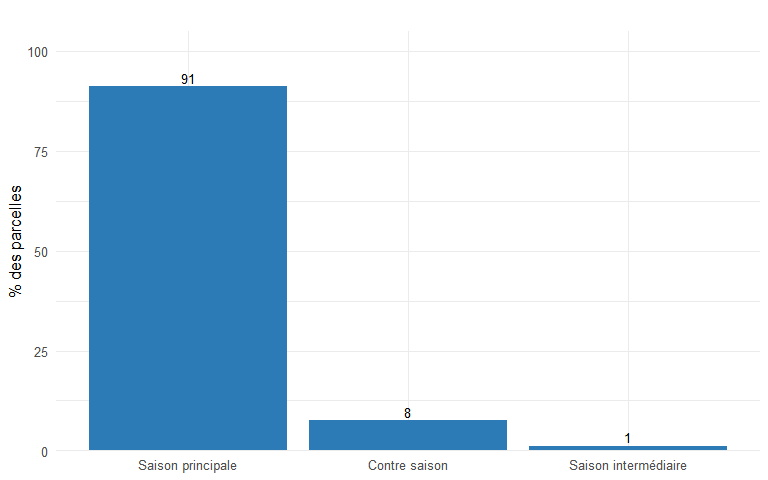 % des parcelles
100
75
50
25
0
91
8
1
Saison principale
Contre saison
Saison intermédiaire